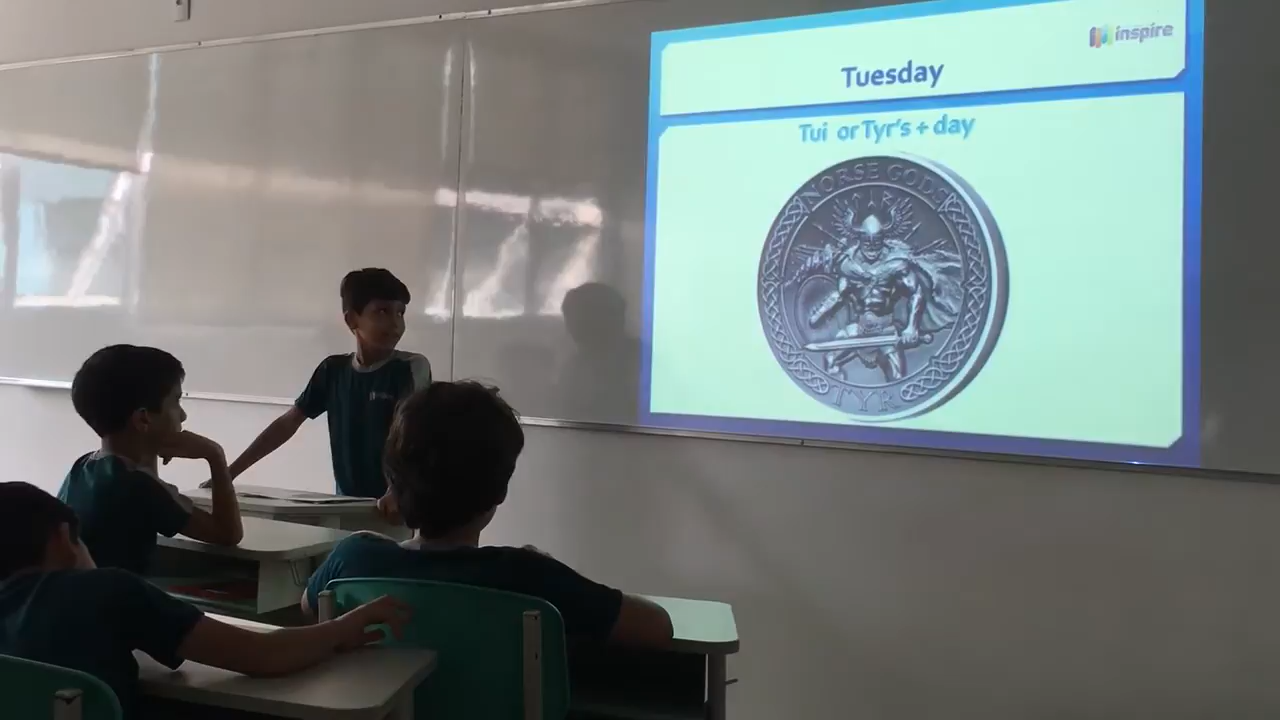 inspire
Tuesday
Tui or Tyr's + day
NORSE GODS
TYR